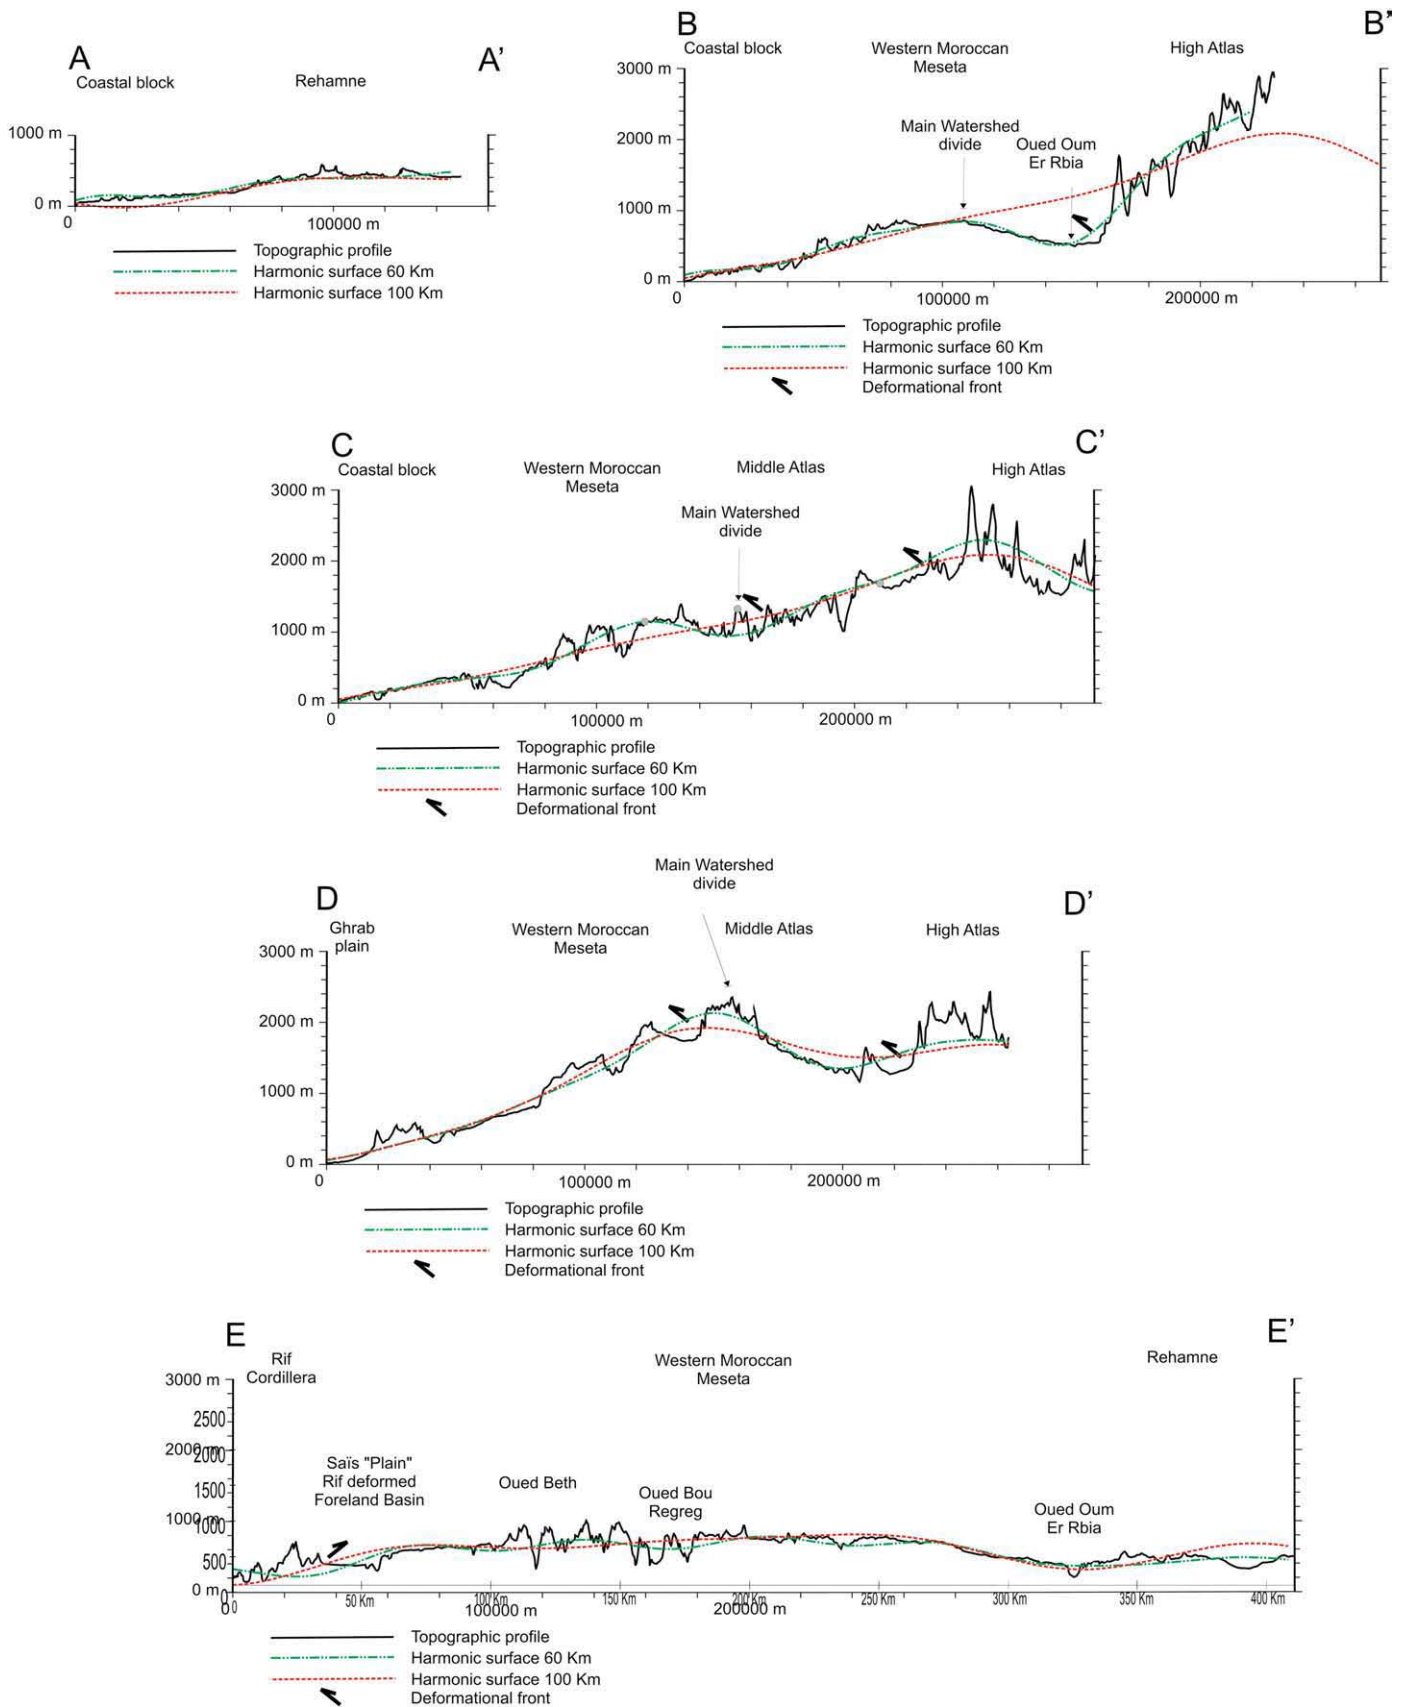 A
A'
Coastal block
Rehamne
1000 m
0 m
0
100000 m
Topographic profile
Harmonic surface 60 Km
Harmonic surface 100 Km
B
B'
Coastal block
Western Moroccan
Meseta
High Atlas
3000 m
2000 m
1000 m
0 m
Main Watershed
divide
Oued Oum
Er Rbia
0
100000 m
200000 m
Topographic profile
Harmonic surface 60 Km
Harmonic surface 100 Km
Deformational front
C
C'
Coastal block
Western Moroccan
Meseta
Middle Atlas
High Atlas
3000 m
2000 m
1000 m
0 m
Main Watershed
divide
0
100000 m
200000 m
Topographic profile
Harmonic surface 60 Km
Harmonic surface 100 Km
Deformational front
Main Watershed
divide
D
D'
Ghrab
plain
Western Moroccan
Meseta
Middle Atlas
High Atlas
3000 m
2000 m
1000 m
0 m
0
100000 m
200000 m
Topographic profile
Harmonic surface 60 Km
Harmonic surface 100 Km
Deformational front
E
E'
Rif
Cordillera
Western Moroccan
Meseta
Rehamne
3000 m
2500
2000 m
2000
1500
1000 m
1000
500
0 m
0
Saïs "Plain"
Rif deformed
Foreland Basin
Oued Beth
Oued Bou
Regreg
Oued Oum
Er Rbia
0
0
50 Km
100 Km
150 Km
200 Km
250 Km
300 Km
350 Km
400 Km
100000 m
200000 m
Topographic profile
Harmonic surface 60 Km
Harmonic surface 100 Km
Deformational front